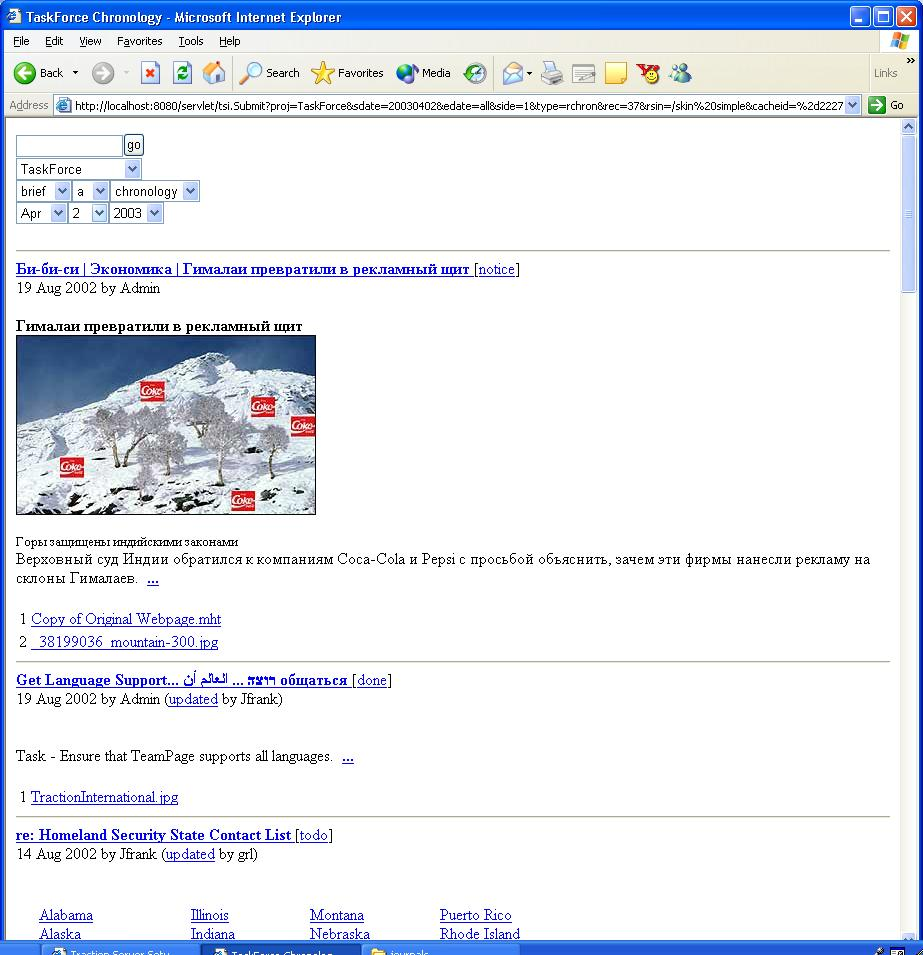 TaskForce Chronology - Microsoft Internet Explorer
File Edit View Favorites Tools Help
Back Search Favorites Media Links
Address http://localhost:8080/servlet/tsi.Submit?proj=TaskForce&sdate=20030402&edate=all&side=1&type=rchron&rec=37&rsin=/skin%20simple&cacheid=%2d2227 Go
go
TaskForce
brief a chronology
Apr 2 2003
Би-би-си | Экономика | Гималаи превратили в рекламный щит [notice]
19 Aug 2002 by Admin
Гималаи превратили в рекламный щит
Coke
Coke
Coke
Coke
Coke
Горы защищены индийскими законами
Верховный суд Индии обратился к компаниям Coca-Cola и Pepsi с просьбой объяснить, зачем эти фирмы нанесли рекламу на
склоны Гималаев. ...
1 Copy of Original Webpage.mht
2 _38199036_mountain-300.jpg
Get Language Support... العالم أن ... רוצה общаться [done]
19 Aug 2002 by Admin (updated by Jfrank)
Task - Ensure that TeamPage supports all languages. ...
1 TractionInternational.jpg
re: Homeland Security State Contact List [todo]
14 Aug 2002 by Jfrank (updated by grl)
Alabama Illinois Montana Puerto Rico
Alaska Indiana Nebraska Rhode Island
Traction Server Setu... TaskForce Chronolog... journals